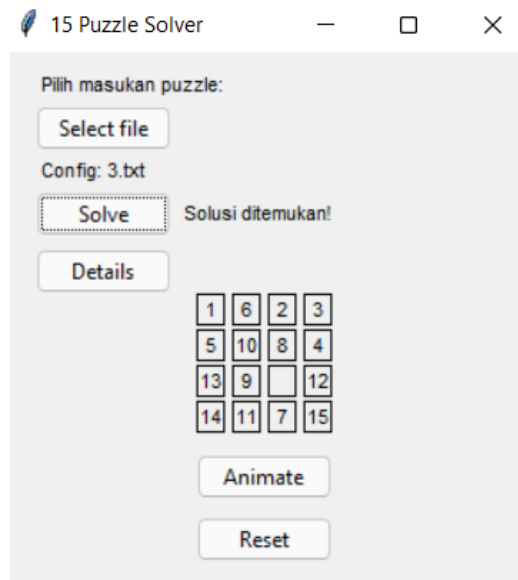 15 Puzzle Solver
Pilih masukan puzzle:
Select file
Config: 3.txt
Solve Solusi ditemukan!
Details
1 6 2 3
5 10 8 4
13 9 12
14 11 7 15
Animate
Reset